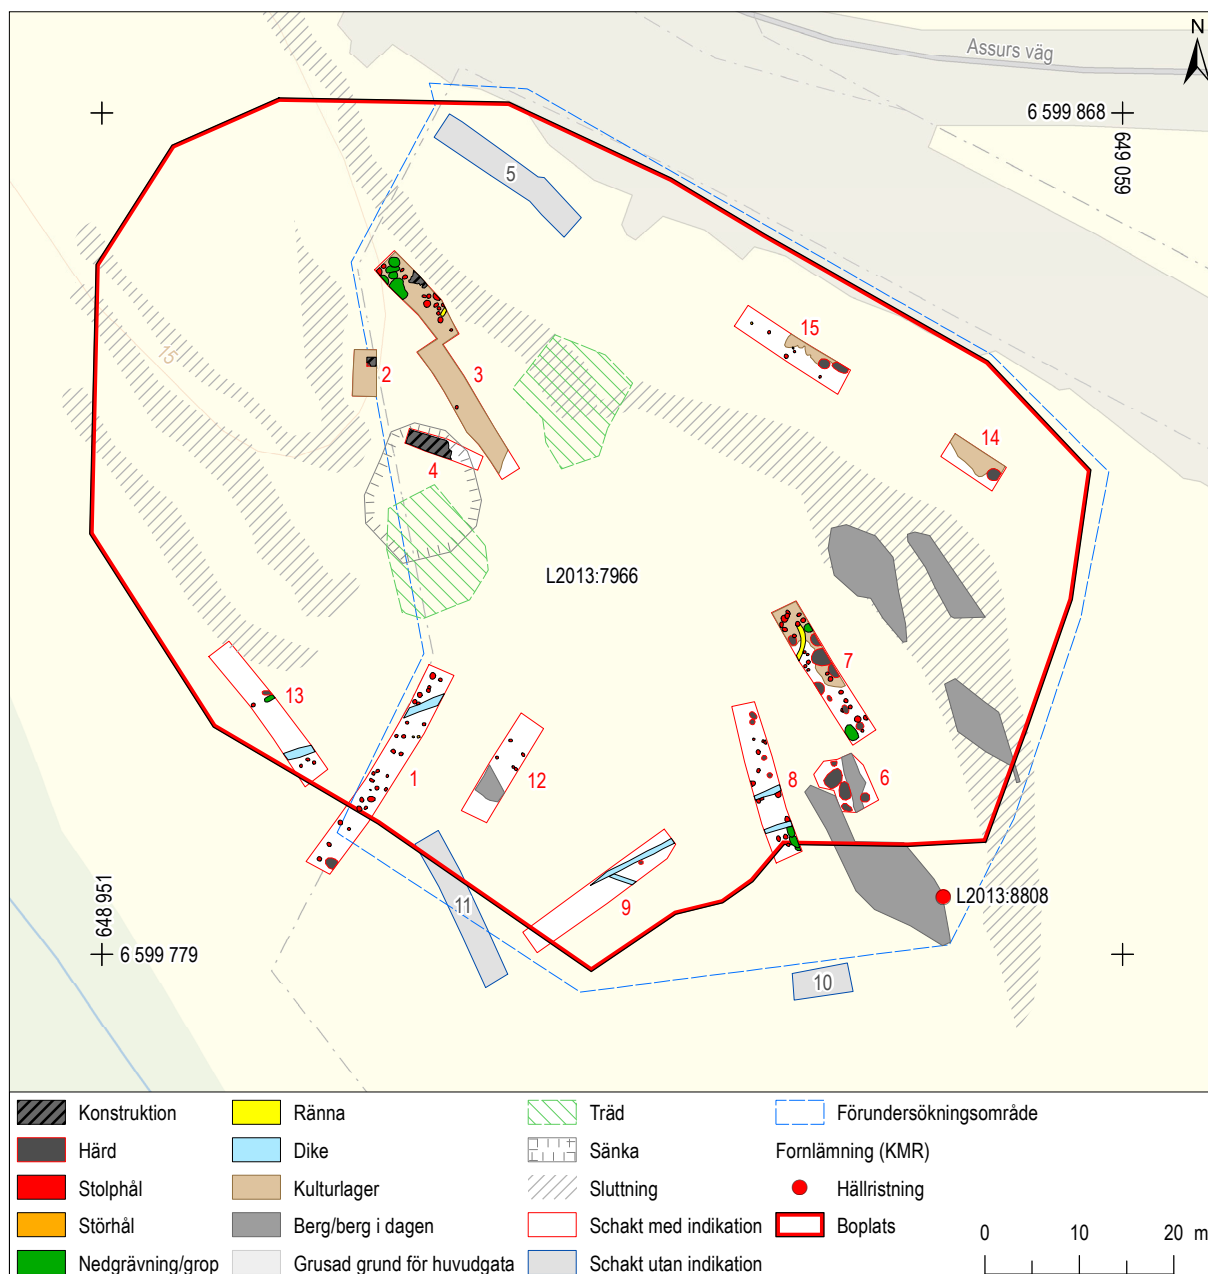 N
Assurs väg
6 599 868
649 059
5
15
15
3
2
14
4
L2013:7966
7
13
1
12
8
6
9
11
L2013:8808
648 951
6 599 779
10
Konstruktion
Ränna
Träd
Förundersökningsområde
Härd
Dike
Sänka
Fornlämning (KMR)
Stolphål
Kulturlager
Sluttning
Hällristning
Störhål
Berg/berg i dagen
Schakt med indikation
Boplats
0 10 20 m
Nedgrävning/grop
Grusad grund för huvudgata
Schakt utan indikation